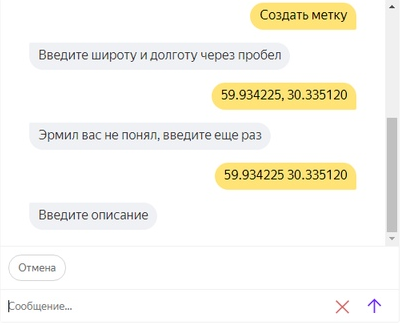 Создать метку
Введите широту и долготу через пробел
59.934225, 30.335120
Эрмил вас не понял, введите еще раз
59.934225 30.335120
Введите описание
Отмена
Сообщение...